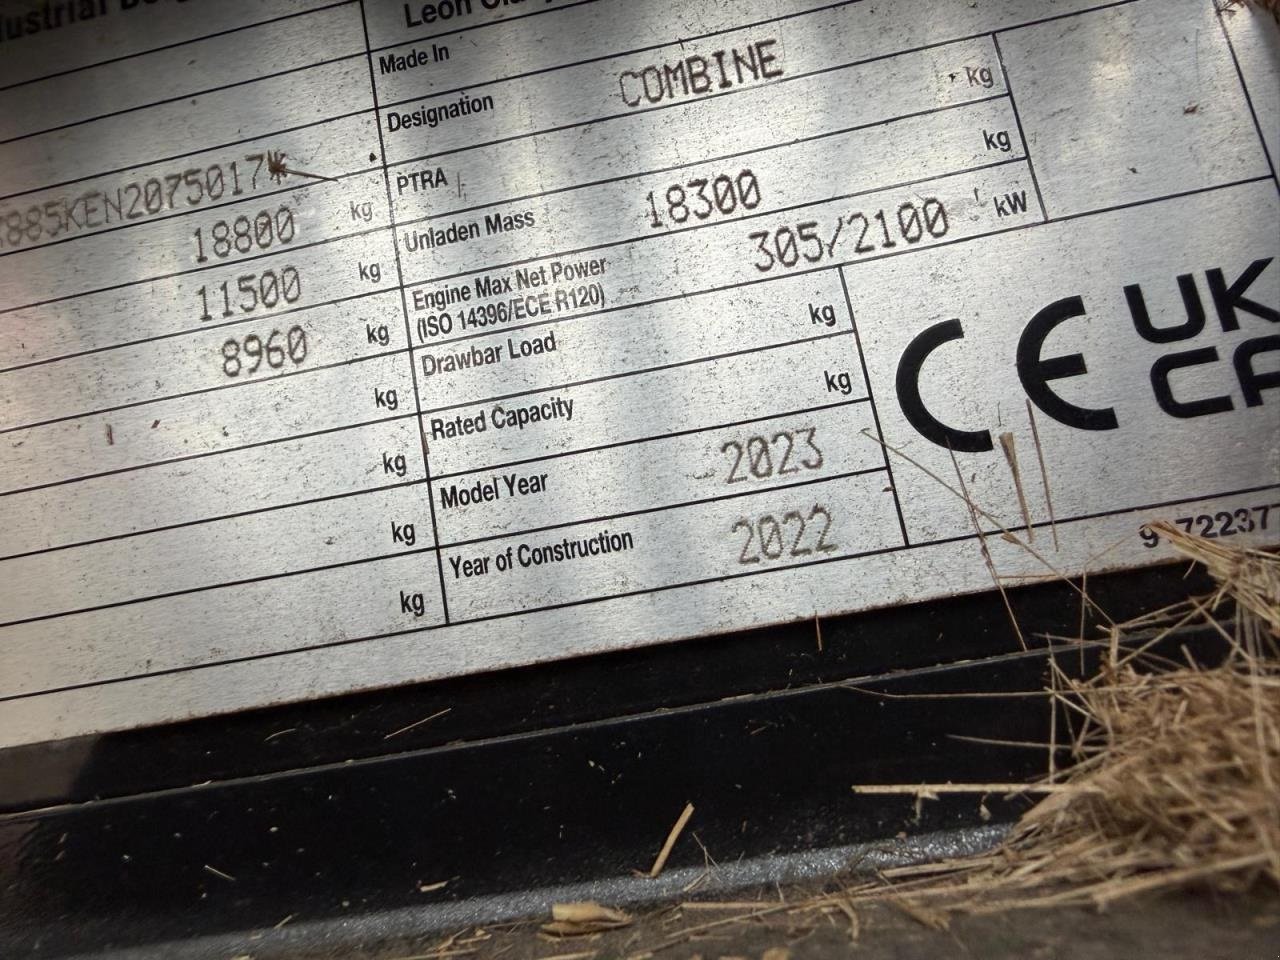 Made In
Designation COMBINE
885KEN2075017* PTRA kg
18800 kg Unladen Mass 18300 kg
11500 kg Engine Max Net Power 305/2100 kW
(ISO 14396/ECE R120)
8960 kg Drawbar Load kg
kg Rated Capacity kg
kg Model Year 2023
kg Year of Construction 2022
kg
CE UK
CA